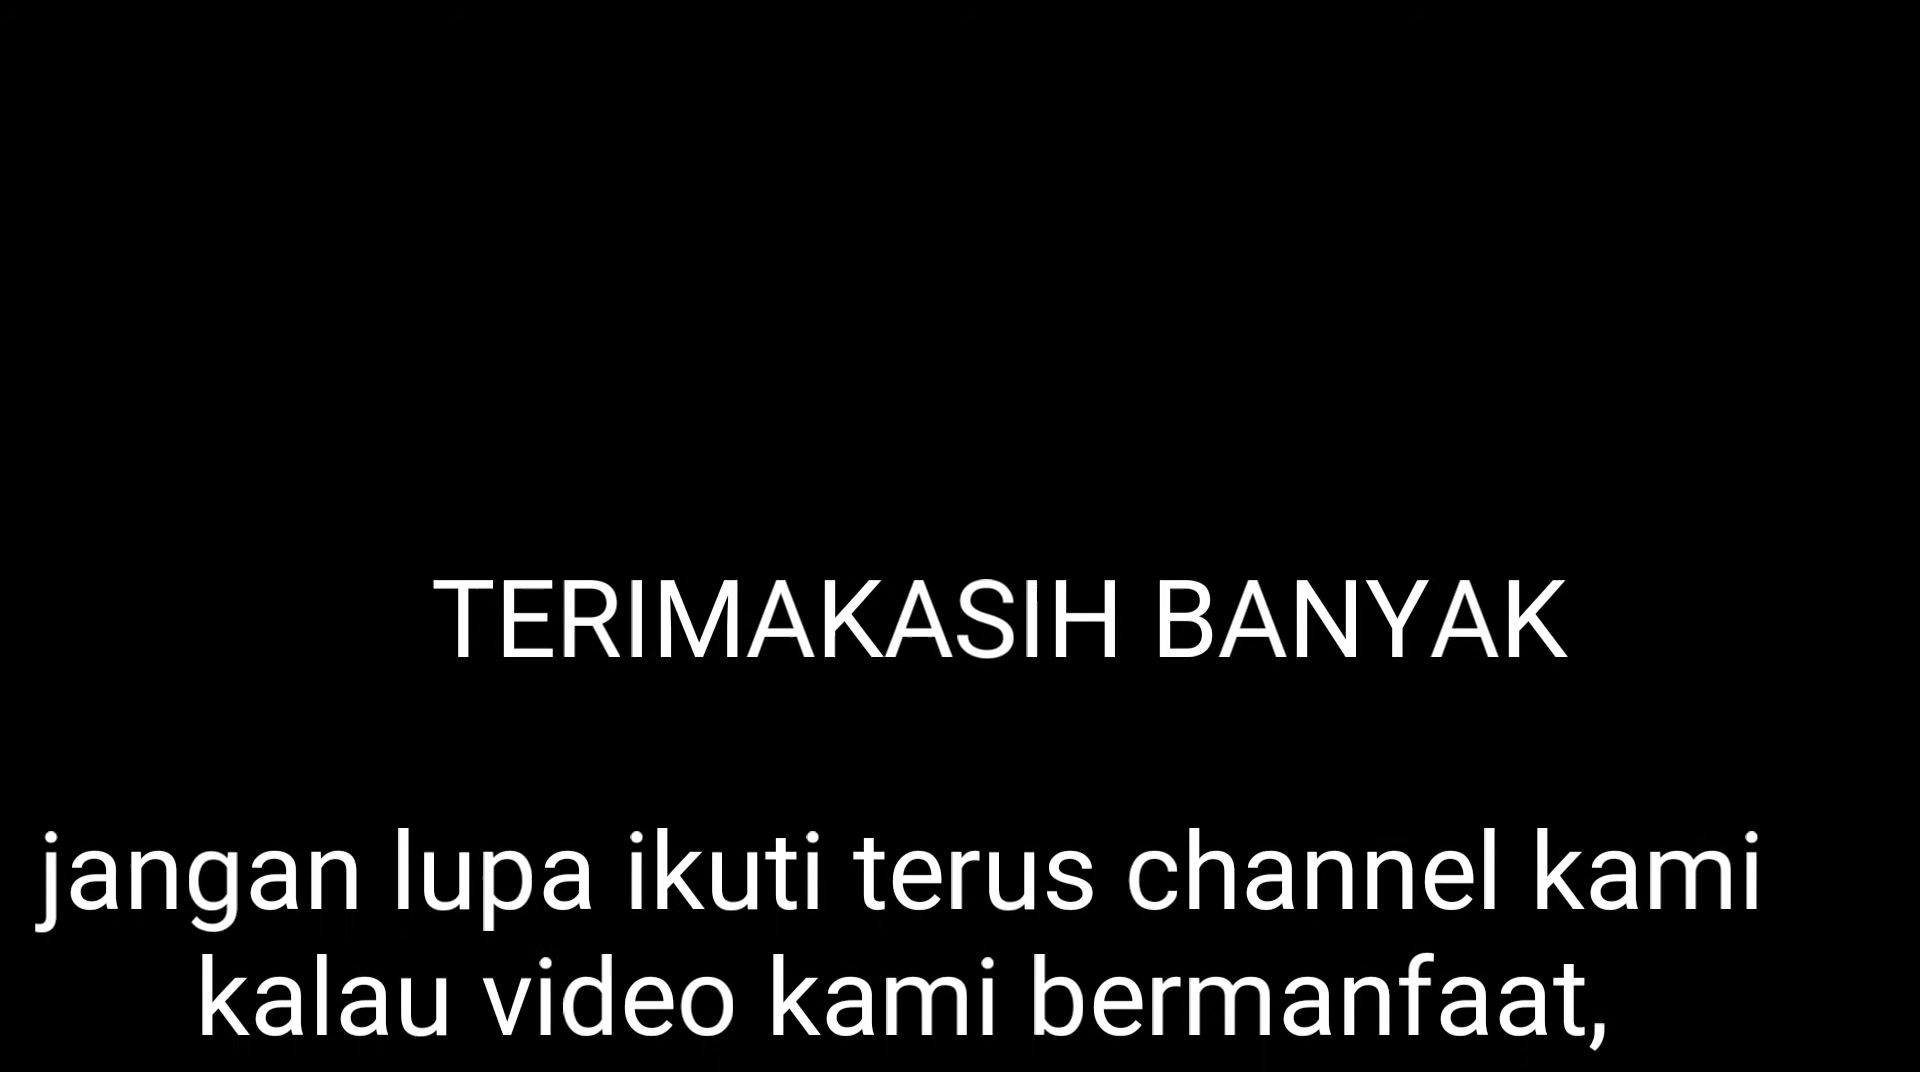 TERIMAKASIH BANYAK
jangan lupa ikuti terus channel kami
kalau video kami bermanfaat,